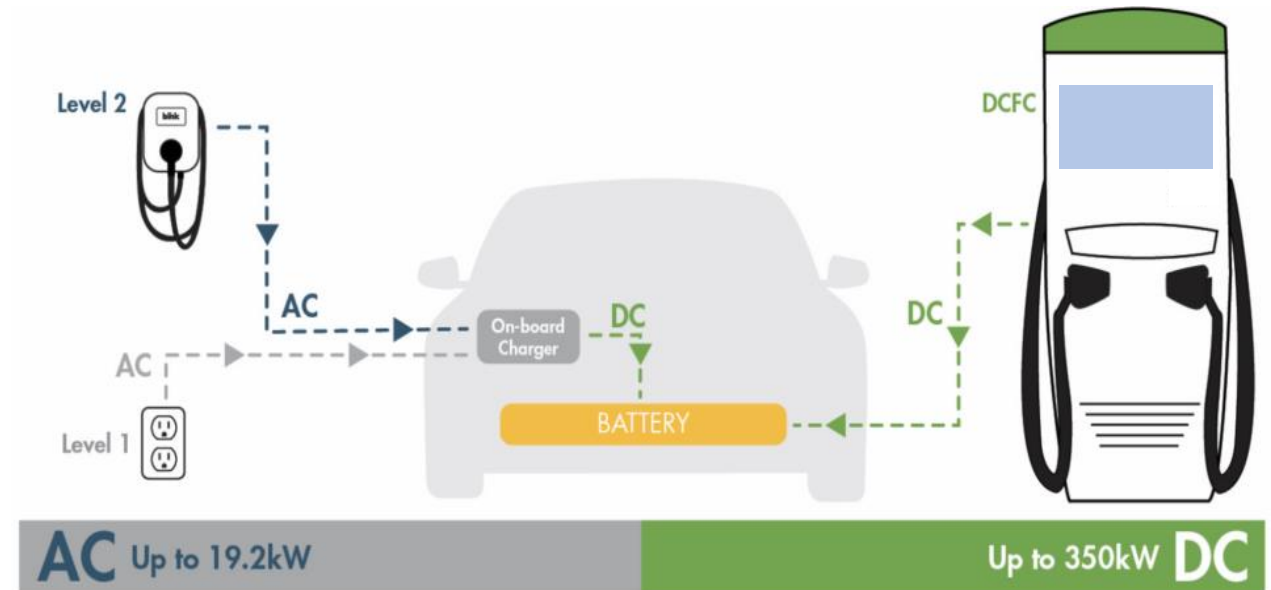 Level 2
blink
DCFC
AC
DC
DC
On-board
Charger
AC
BATTERY
Level 1
AC Up to 19.2kW
Up to 350kW DC